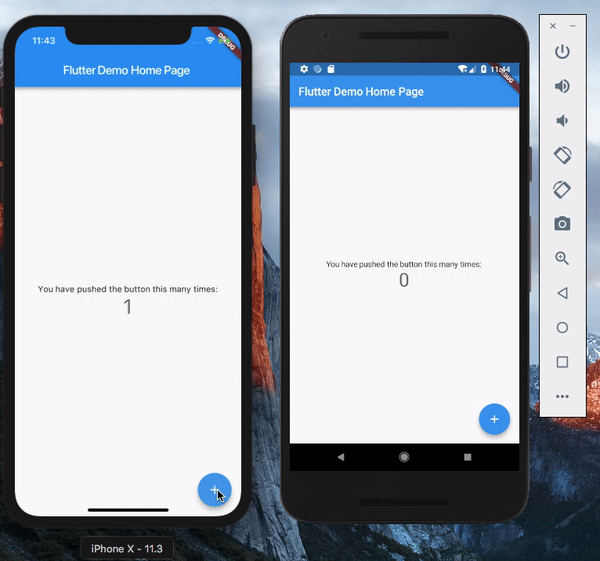 11:43
DEBUG
Flutter Demo Home Page
You have pushed the button this many times:
1
iPhone X - 11.3
11:44
Flutter Demo Home Page
You have pushed the button this many times:
0